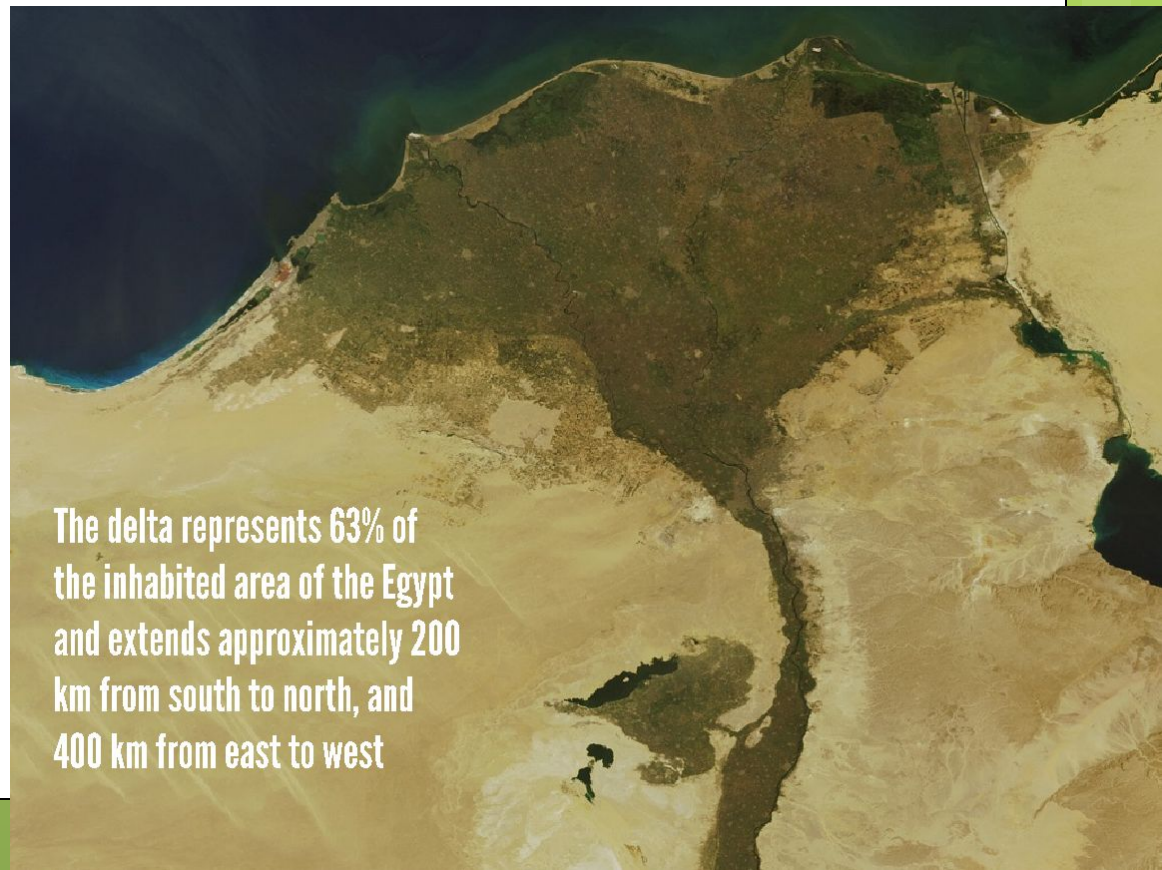 The delta represents 63% of
the inhabited area of the Egypt
and extends approximately 200
km from south to north, and
400 km from east to west